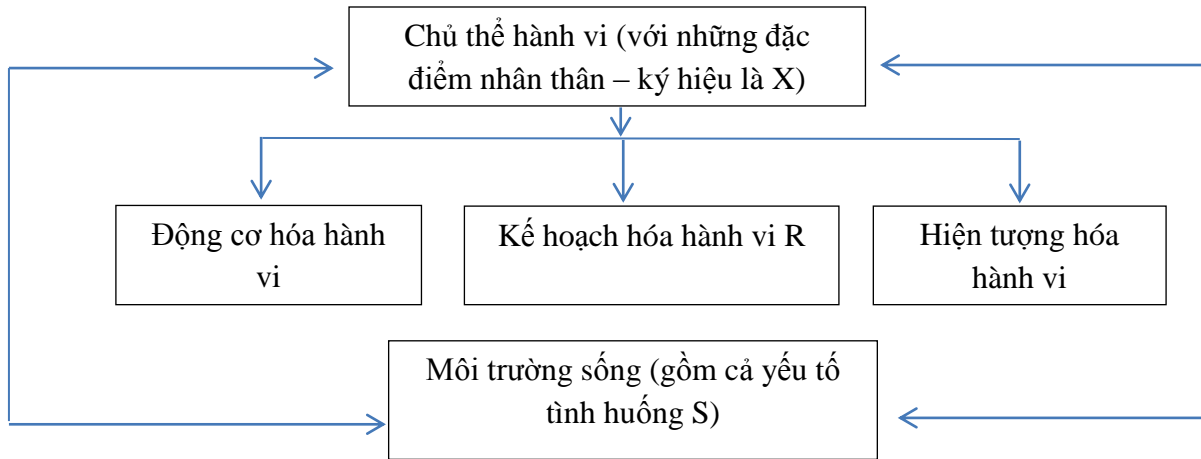 Chủ thể hành vi (với những đặc
điểm nhân thân – ký hiệu là X)
Động cơ hóa hành
vi
Kế hoạch hóa hành vi R
Hiện tượng hóa
hành vi
Môi trường sống (gồm cả yếu tố
tình huống S)